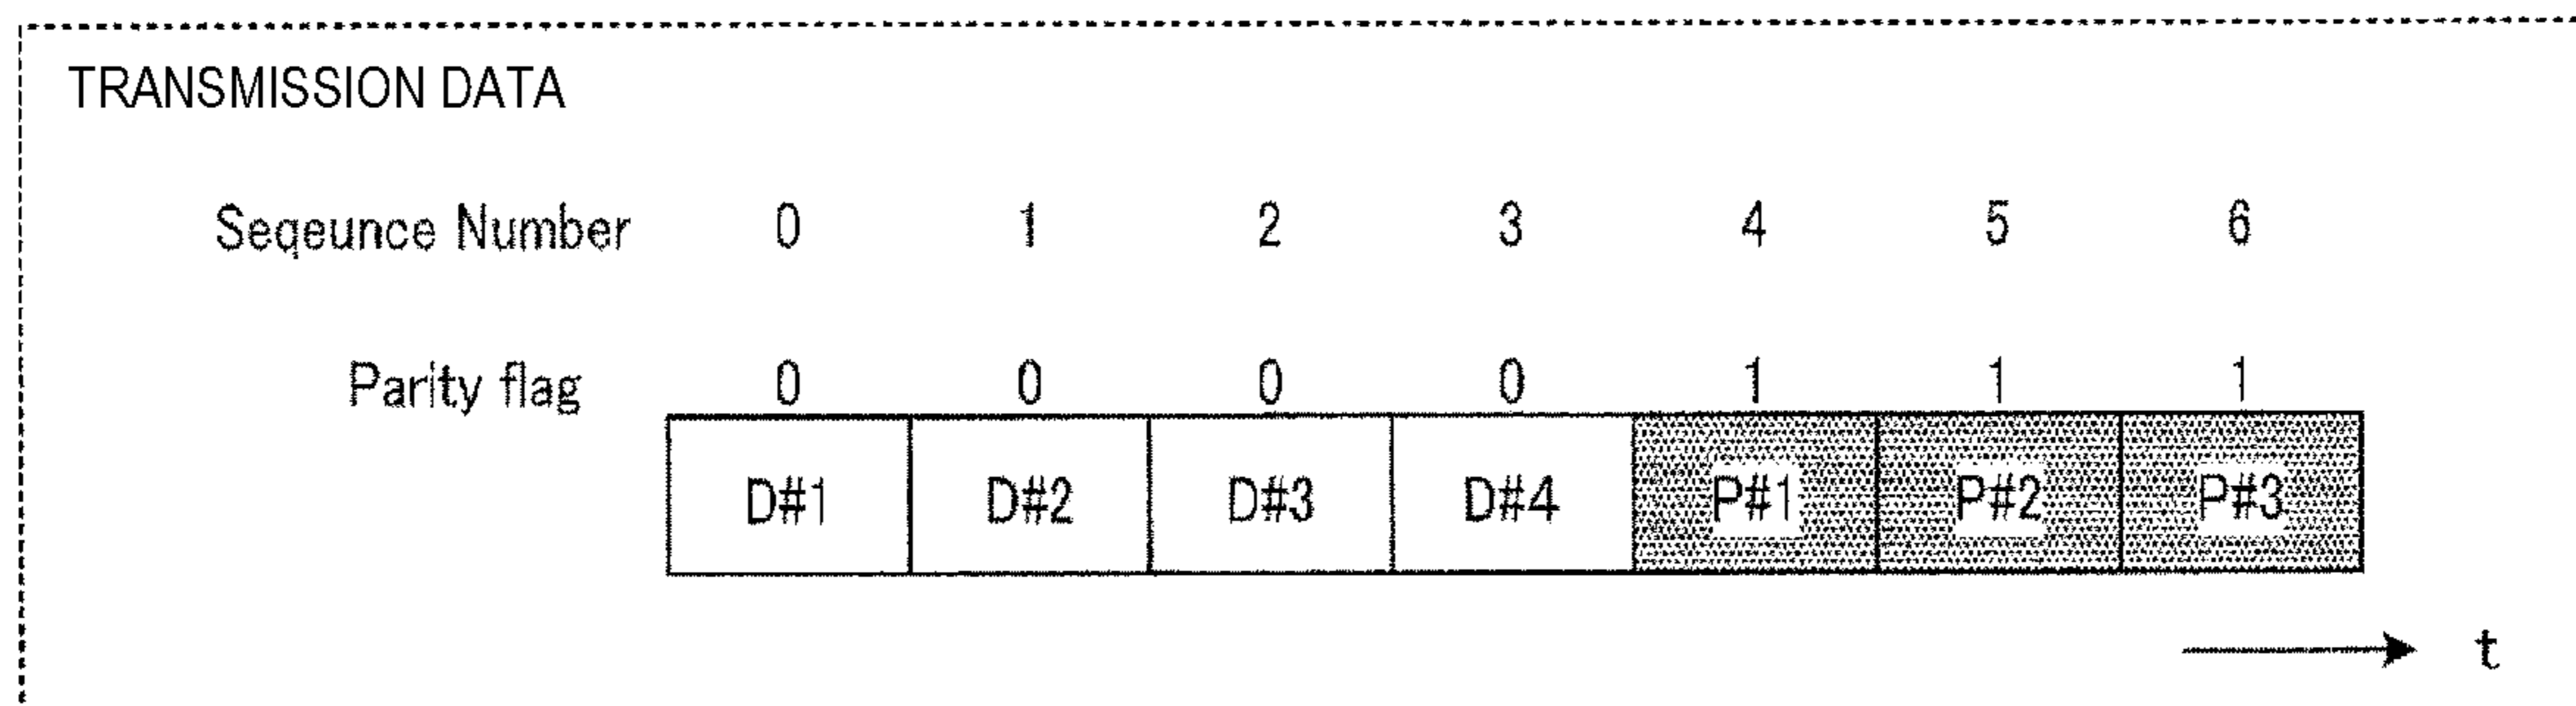 TRANSMISSION DATA
Seqeunce Number 0 1 2 3 4 5 6
Parity flag 0 0 0 0 1 1 1
D#1 D#2 D#3 D#4 P#1 P#2 P#3
t